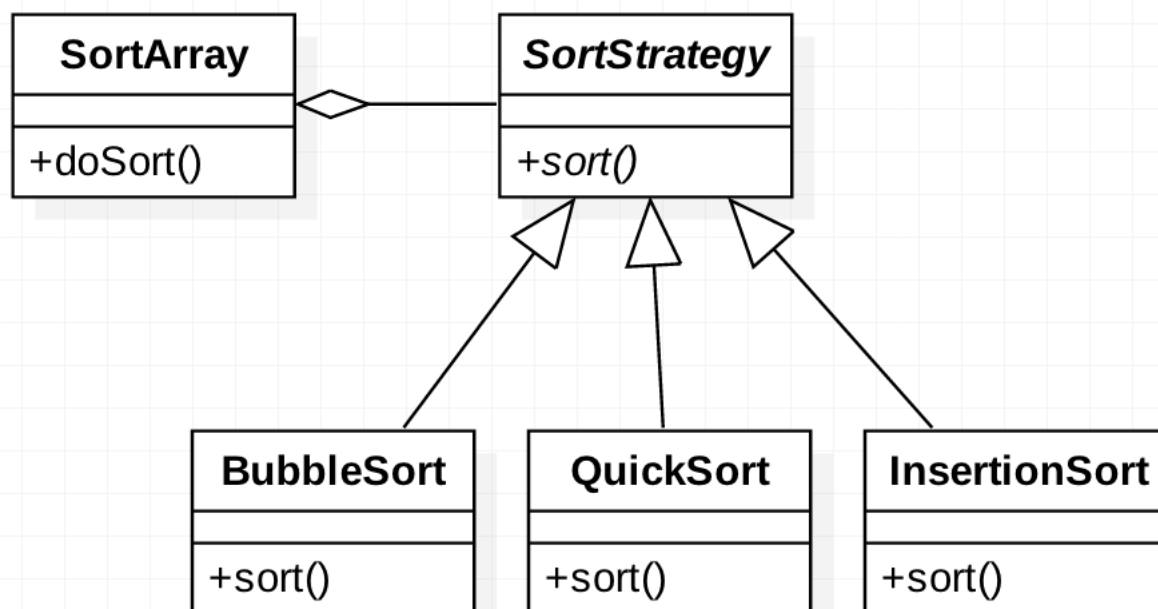 SortArray
+doSort()
SortStrategy
+sort()
BubbleSort
+sort()
QuickSort
+sort()
InsertionSort
+sort()